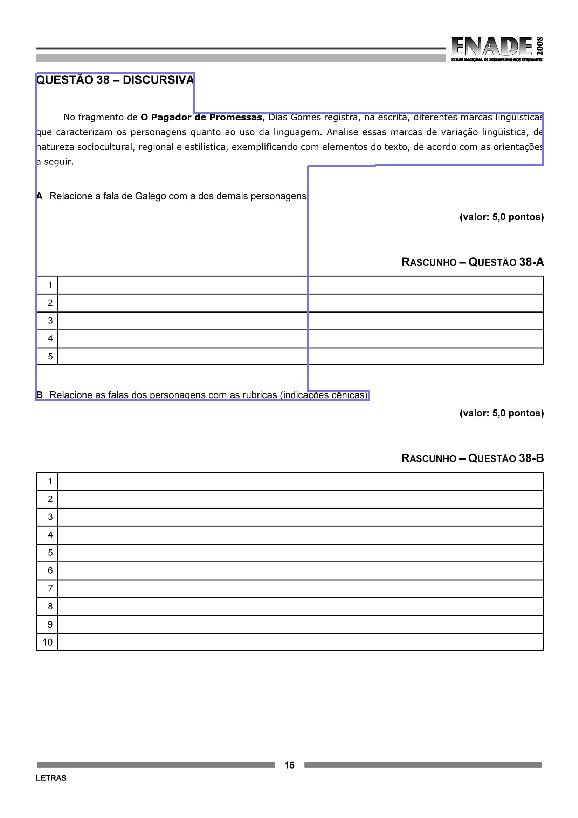 ENADE 2008
EXAME NACIONAL DE DESEMPENHO DOS ESTUDANTES
QUESTÃO 38 – DISCURSIVA
No fragmento de O Pagador de Promessas, Dias Gomes registra, na escrita, diferentes marcas lingüísticas
que caracterizam os personagens quanto ao uso da linguagem. Analise essas marcas de variação lingüística, de
natureza sociocultural, regional e estilística, exemplificando com elementos do texto, de acordo com as orientações
a seguir.
A Relacione a fala de Galego com a dos demais personagens
(valor: 5,0 pontos)
RASCUNHO – QUESTÃO 38-A
1
2
3
4
5
B Relacione as falas dos personagens com as rubricas (indicações cênicas)
(valor: 5,0 pontos)
RASCUNHO – QUESTÃO 38-B
1
2
3
4
5
6
7
8
9
10
16
LETRAS